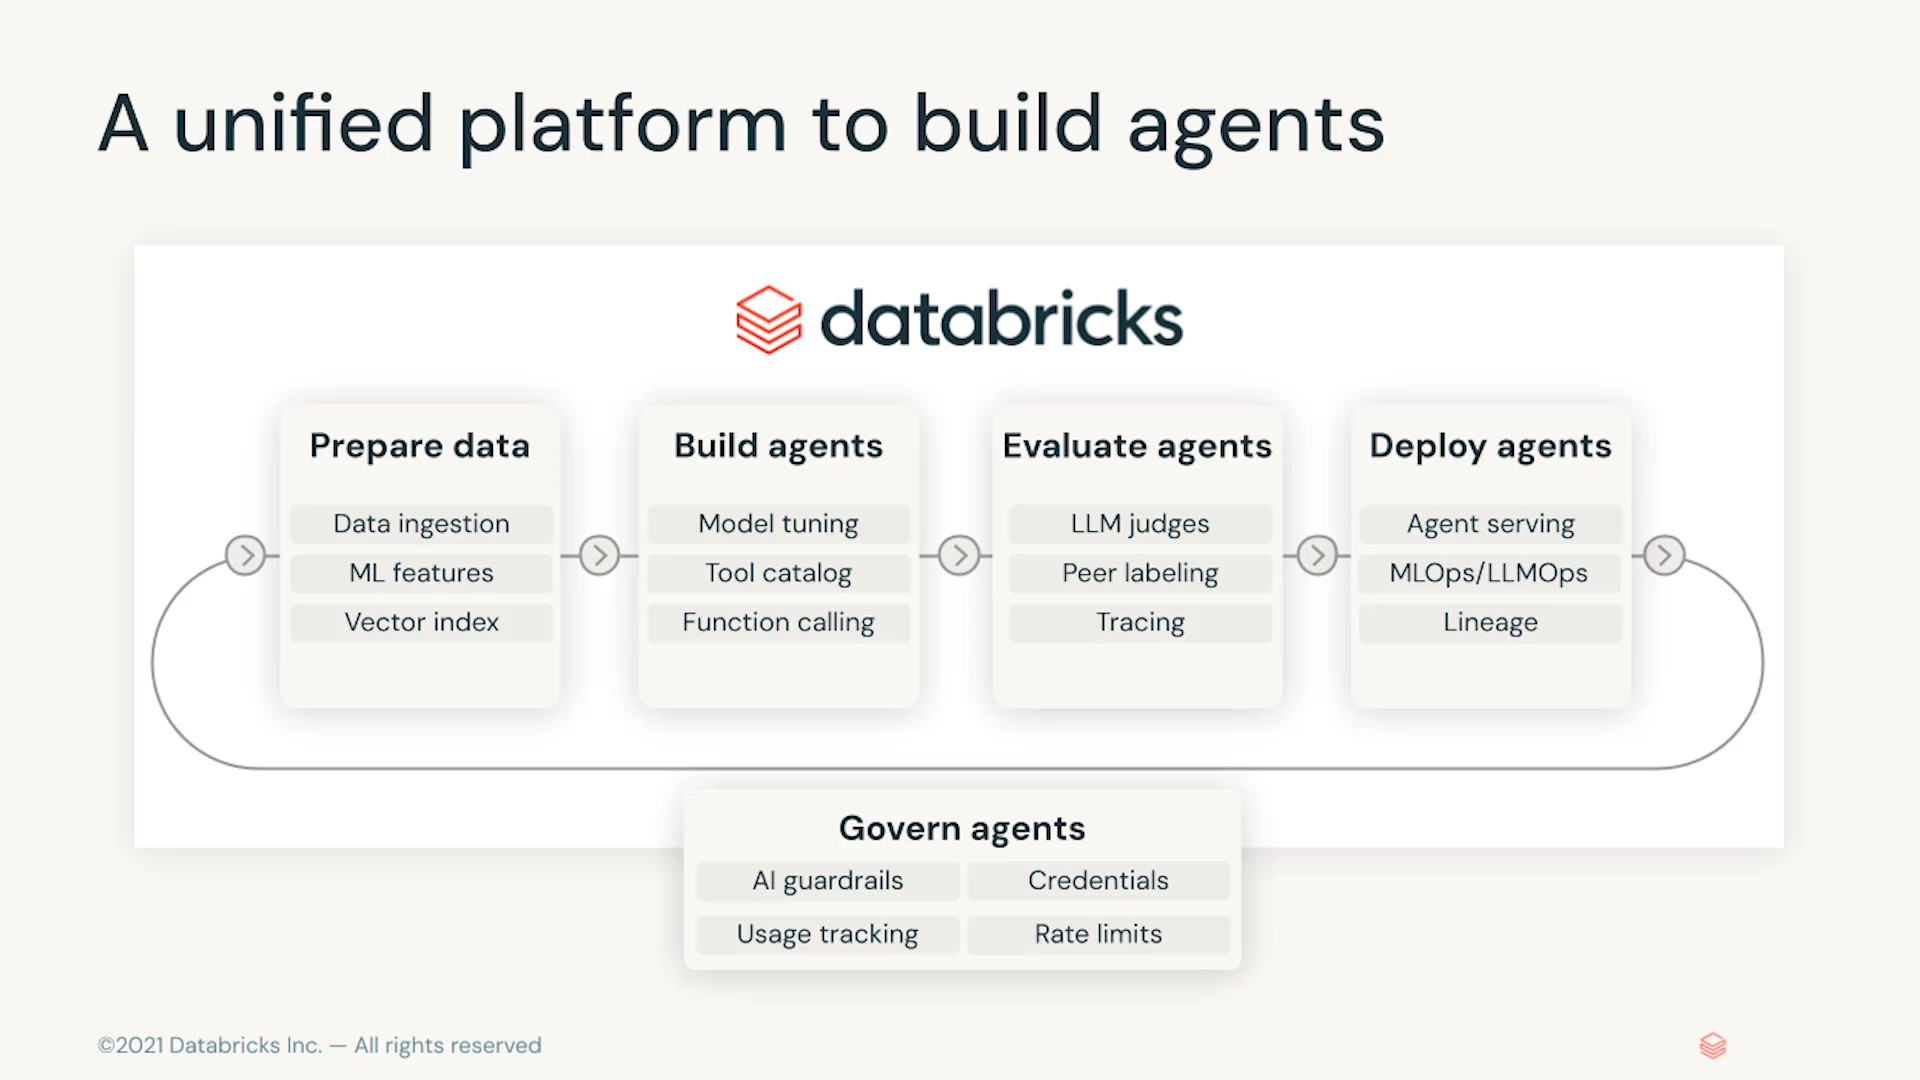 A unified platform to build agents
databricks
Prepare data
Data ingestion
ML features
Vector index
Build agents
Model tuning
Tool catalog
Function calling
Evaluate agents
LLM judges
Peer labeling
Tracing
Deploy agents
Agent serving
MLOps/LLMOps
Lineage
Govern agents
AI guardrails
Credentials
Usage tracking
Rate limits
©2021 Databricks Inc. — All rights reserved